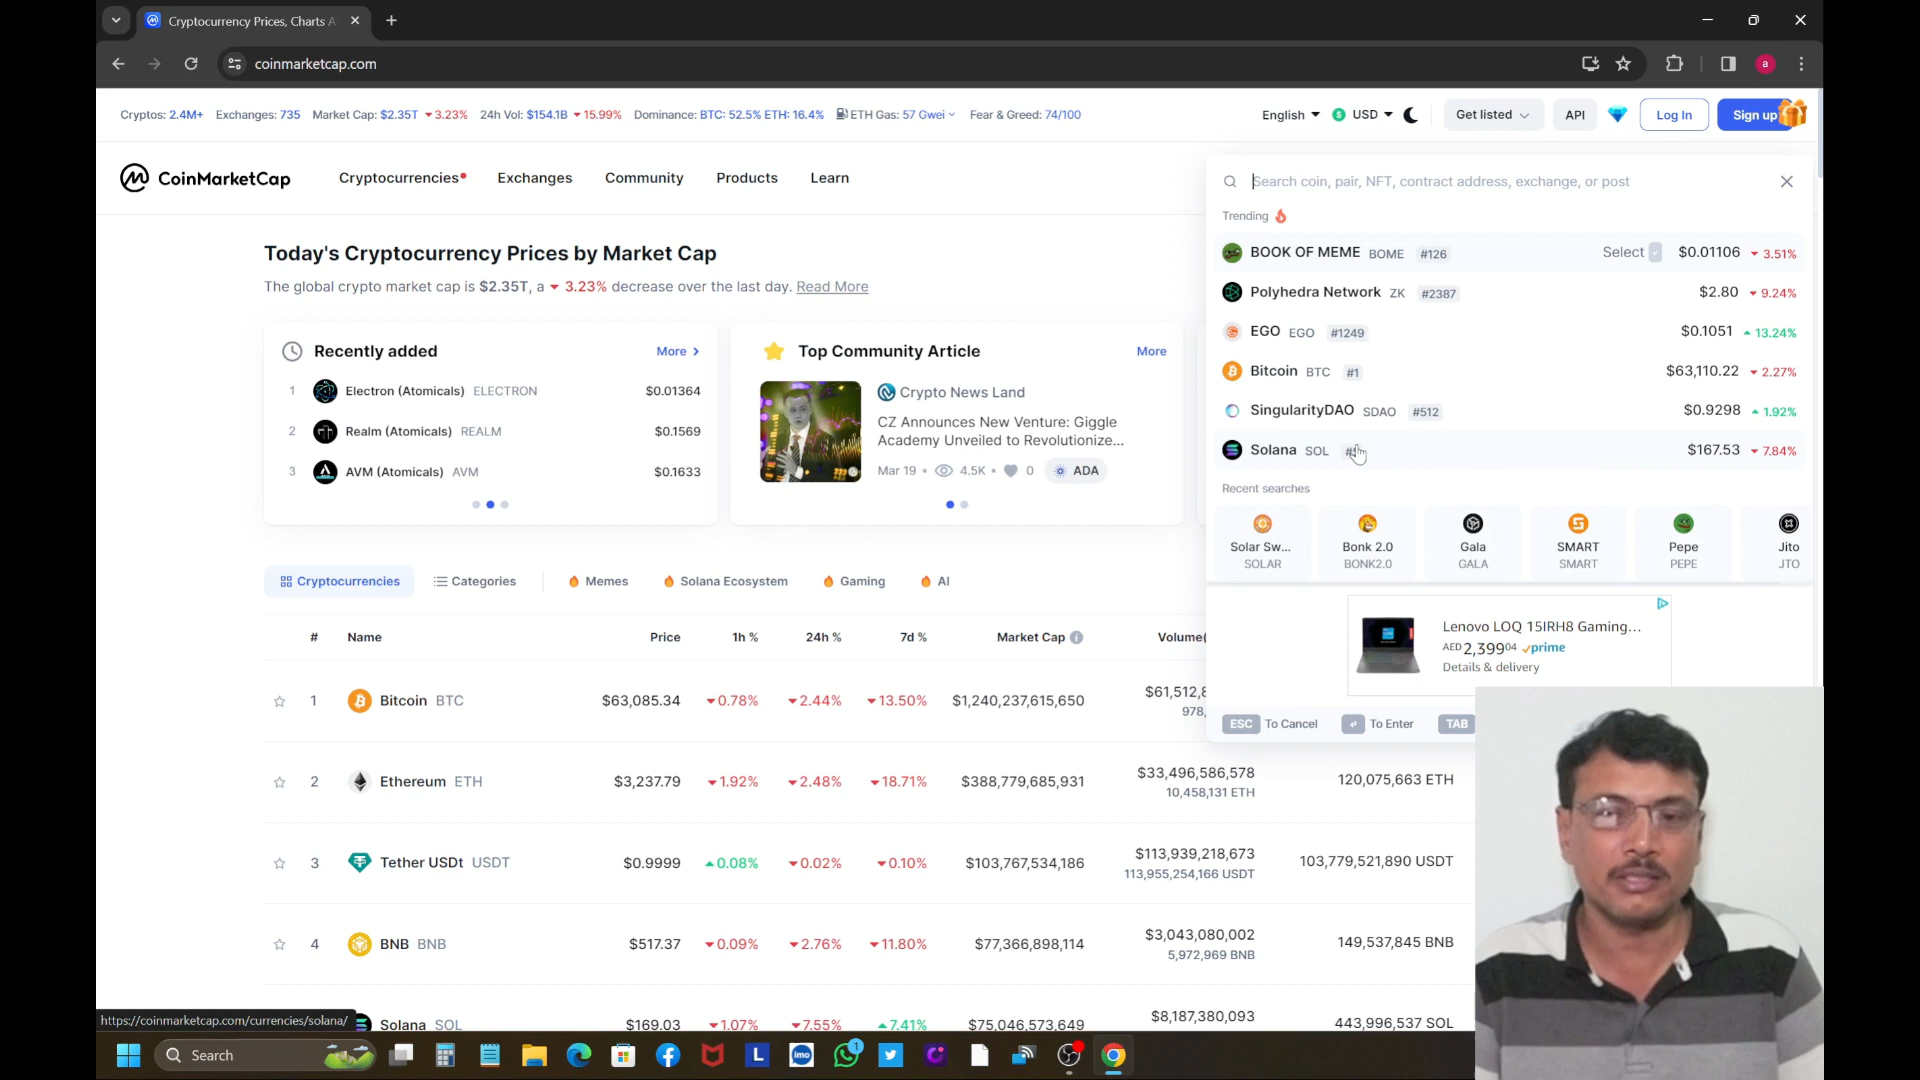 Cryptocurrency Prices, Charts A
coinmarketcap.com
a
Cryptos: 2.4M+ Exchanges: 735 Market Cap: $2.35T 3.23% 24h Vol: $154.1B 15.99% Dominance: BTC: 52.5% ETH: 16.4% ETH Gas: 57 Gwei Fear & Greed: 74/100
English USD Get listed API Log In Sign up
CoinMarketCap Cryptocurrencies Exchanges Community Products Learn
Search coin, pair, NFT, contract address, exchange, or post
Trending
BOOK OF MEME BOME #126 Select $0.01106 3.51%
Polyhedra Network ZK #2387 $2.80 9.24%
EGO EGO #1249 $0.1051 13.24%
Bitcoin BTC #1 $63,110.22 2.27%
SingularityDAO SDAO #512 $0.9298 1.92%
Solana SOL $167.53 7.84%
Recent searches
Solar Sw... Bonk 2.0 Gala SMART Pepe Jito
SOLAR BONK2.0 GALA SMART PEPE JTO
Lenovo LOQ 15IRH8 Gaming...
AED 2,39904 prime
Details & delivery
ESC To Cancel To Enter TAB
Today's Cryptocurrency Prices by Market Cap
The global crypto market cap is $2.35T, a 3.23% decrease over the last day. Read More
Recently added More
1 Electron (Atomicals) ELECTRON $0.01364
2 Realm (Atomicals) REALM $0.1569
3 AVM (Atomicals) AVM $0.1633
Top Community Article More
Crypto News Land
CZ Announces New Venture: Giggle
Academy Unveiled to Revolutionize...
Mar 19 • 4.5K • 0 ADA
Cryptocurrencies Categories Memes Solana Ecosystem Gaming AI
# Name Price 1h % 24h % 7d % Market Cap Volume(
1 Bitcoin BTC $63,085.34 0.78% 2.44% 13.50% $1,240,237,615,650 $61,512,8
978,
2 Ethereum ETH $3,237.79 1.92% 2.48% 18.71% $388,779,685,931 $33,496,586,578 120,075,663 ETH
10,458,131 ETH
3 Tether USDt USDT $0.9999 0.08% 0.02% 0.10% $103,767,534,186 $113,939,218,673 103,779,521,890 USDT
113,955,254,166 USDT
4 BNB BNB $517.37 0.09% 2.76% 11.80% $77,366,898,114 $3,043,080,002 149,537,845 BNB
5,972,969 BNB
Solana SOL $169.03 1.07% 7.55% 7.41% $75,046,573,649 $8,187,380,093 443,996,537 SOL
https://coinmarketcap.com/currencies/solana/
Search
L
imo
1